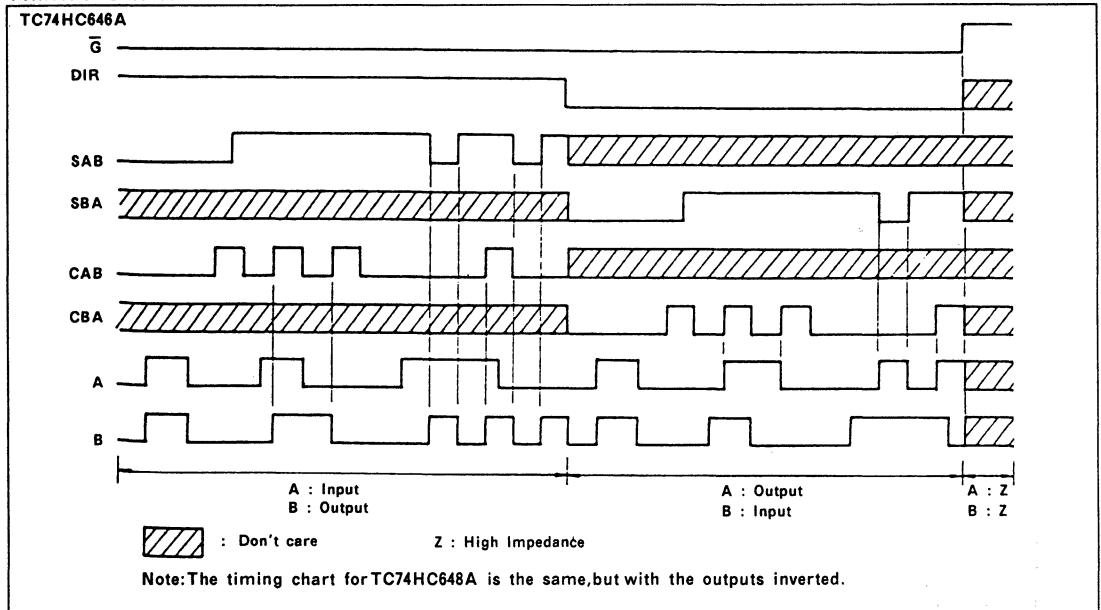 TC74HC646A
G̅
DIR
SAB
SBA
CAB
CBA
A
B
A : Input
B : Output
A : Output
B : Input
A : Z
B : Z
: Don't care
Z : High Impedance
Note:The timing chart for TC74HC648A is the same,but with the outputs inverted.